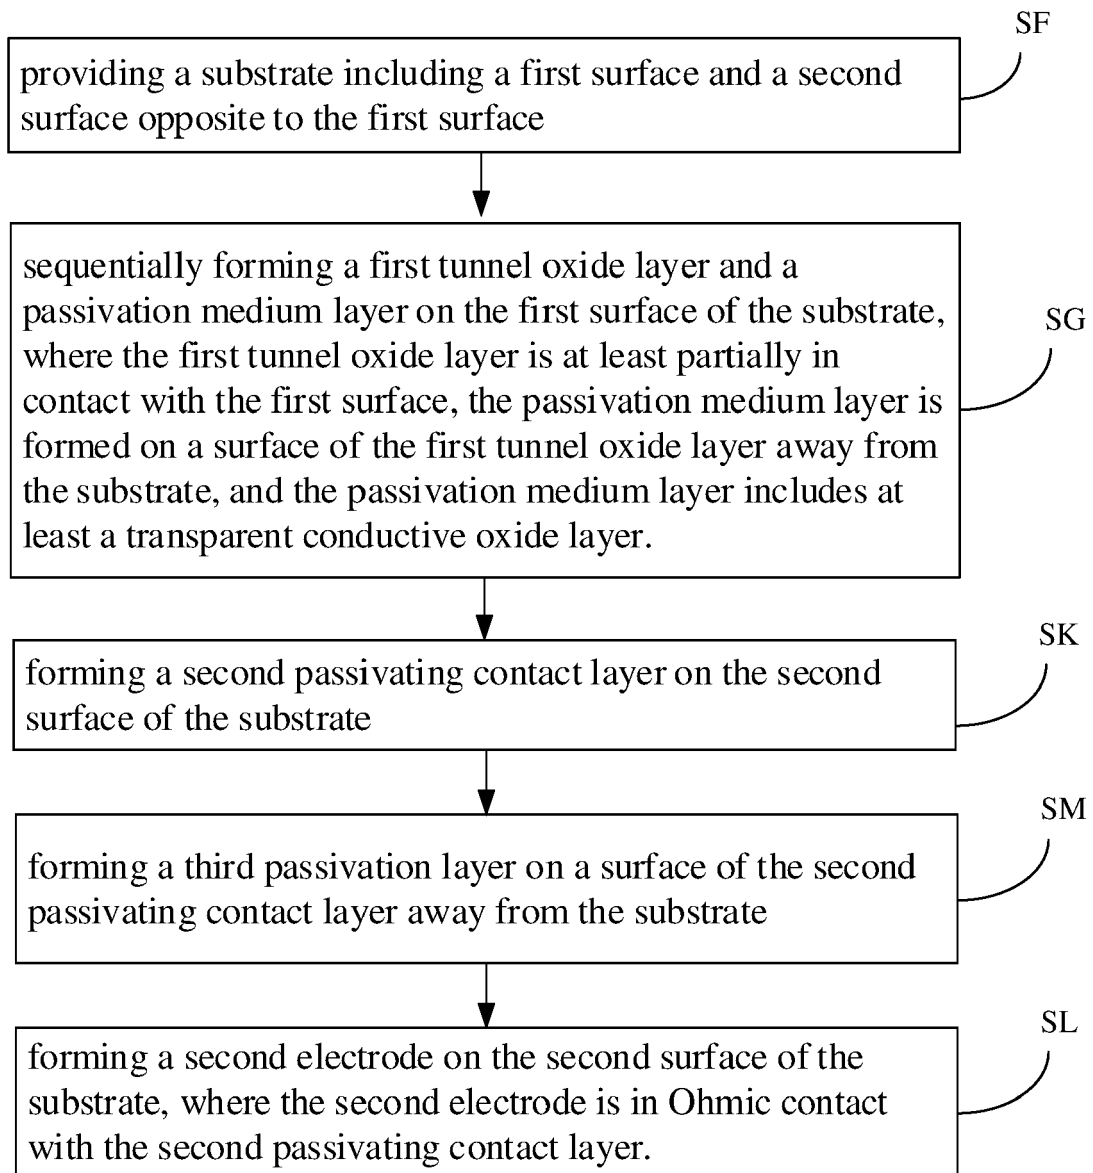 SF
providing a substrate including a first surface and a second
surface opposite to the first surface
sequentially forming a first tunnel oxide layer and a
passivation medium layer on the first surface of the substrate,
where the first tunnel oxide layer is at least partially in
contact with the first surface, the passivation medium layer is
formed on a surface of the first tunnel oxide layer away from
the substrate, and the passivation medium layer includes at
least a transparent conductive oxide layer.
SG
forming a second passivating contact layer on the second
surface of the substrate
SK
forming a third passivation layer on a surface of the second
passivating contact layer away from the substrate
SM
forming a second electrode on the second surface of the
substrate, where the second electrode is in Ohmic contact
with the second passivating contact layer.
SL